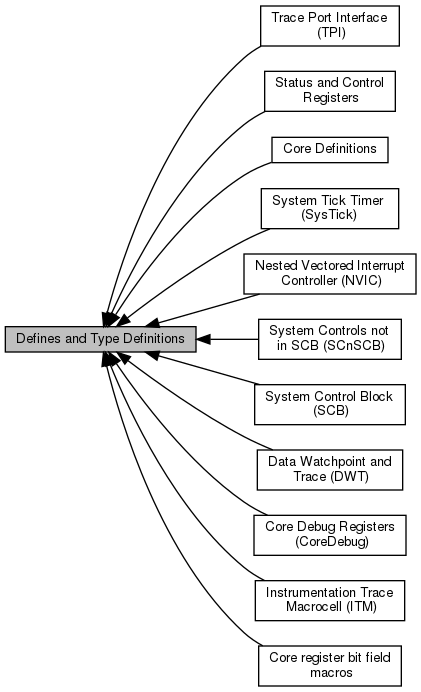 Trace Port Interface
(TPI)
Status and Control
Registers
Core Definitions
System Tick Timer
(SysTick)
Nested Vectored Interrupt
Controller (NVIC)
Defines and Type Definitions
System Controls not
in SCB (SCnSCB)
System Control Block
(SCB)
Data Watchpoint and
Trace (DWT)
Core Debug Registers
(CoreDebug)
Instrumentation Trace
Macrocell (ITM)
Core register bit field
macros